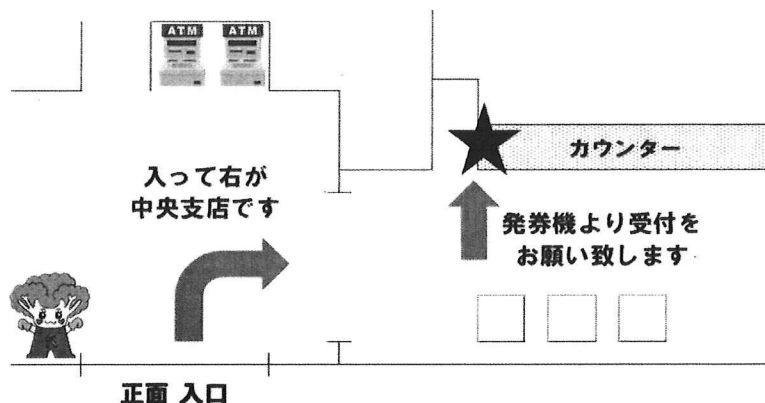 ATM ATM
入って右が
中央支店です
カウンター
発券機より受付を
お願い致します
正面 入口